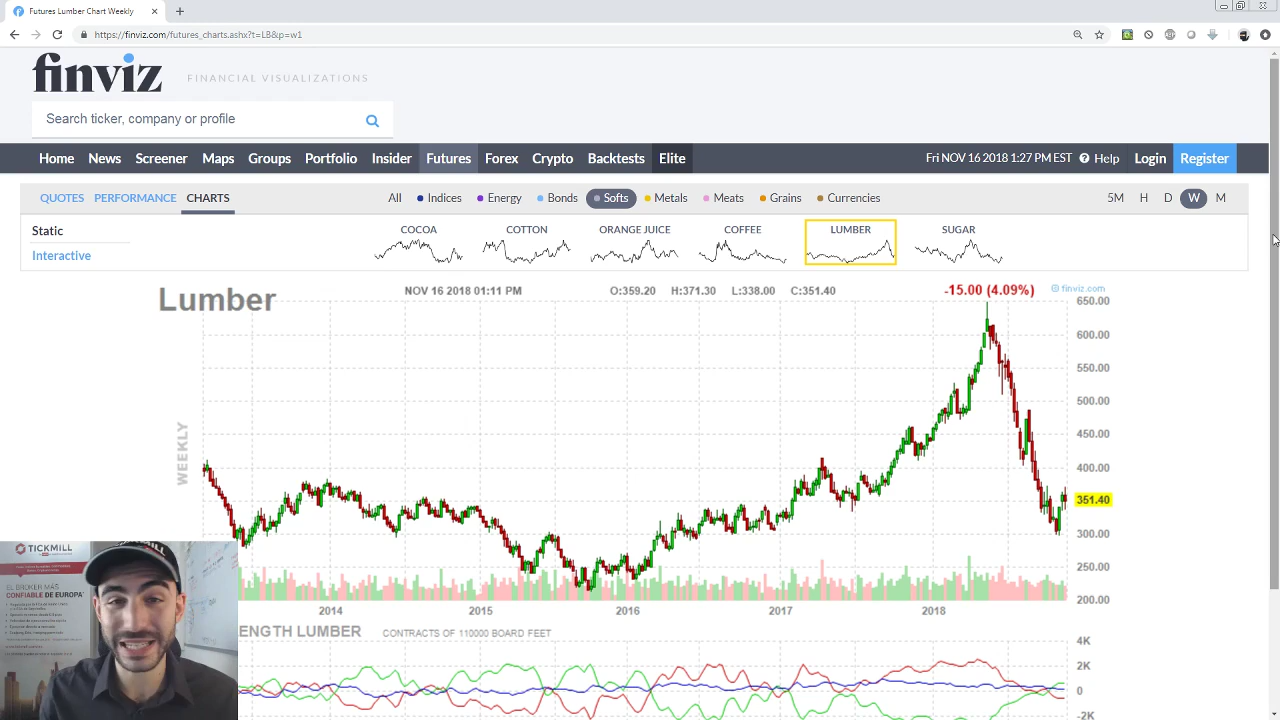 Futures Lumber Chart Weekly
https://finviz.com/futures_charts.ashx?t=LB&p=w1
finviz FINANCIAL VISUALIZATIONS
Search ticker, company or profile
Home News Screener Maps Groups Portfolio Insider Futures Forex Crypto Backtests Elite Fri NOV 16 2018 1:27 PM EST Help Login Register
QUOTES PERFORMANCE CHARTS All Indices Energy Bonds Softs Metals Meats Grains Currencies 5M H D W M
Static
Interactive
COCOA COTTON ORANGE JUICE COFFEE LUMBER SUGAR
Lumber NOV 16 2018 01:11 PM O:359.20 H:371.30 L:338.00 C:351.40 -15.00 (4.09%) © finviz.com
650.00
600.00
550.00
500.00
450.00
WEEKLY
400.00
351.40
300.00
250.00
200.00
2014 2015 2016 2017 2018
ENGTH LUMBER CONTRACTS OF 110000 BOARD FEET
4K
2K
0
-2K
TICKMILL
EL BROKER MÁS
CONFIABLE DE EUROPA